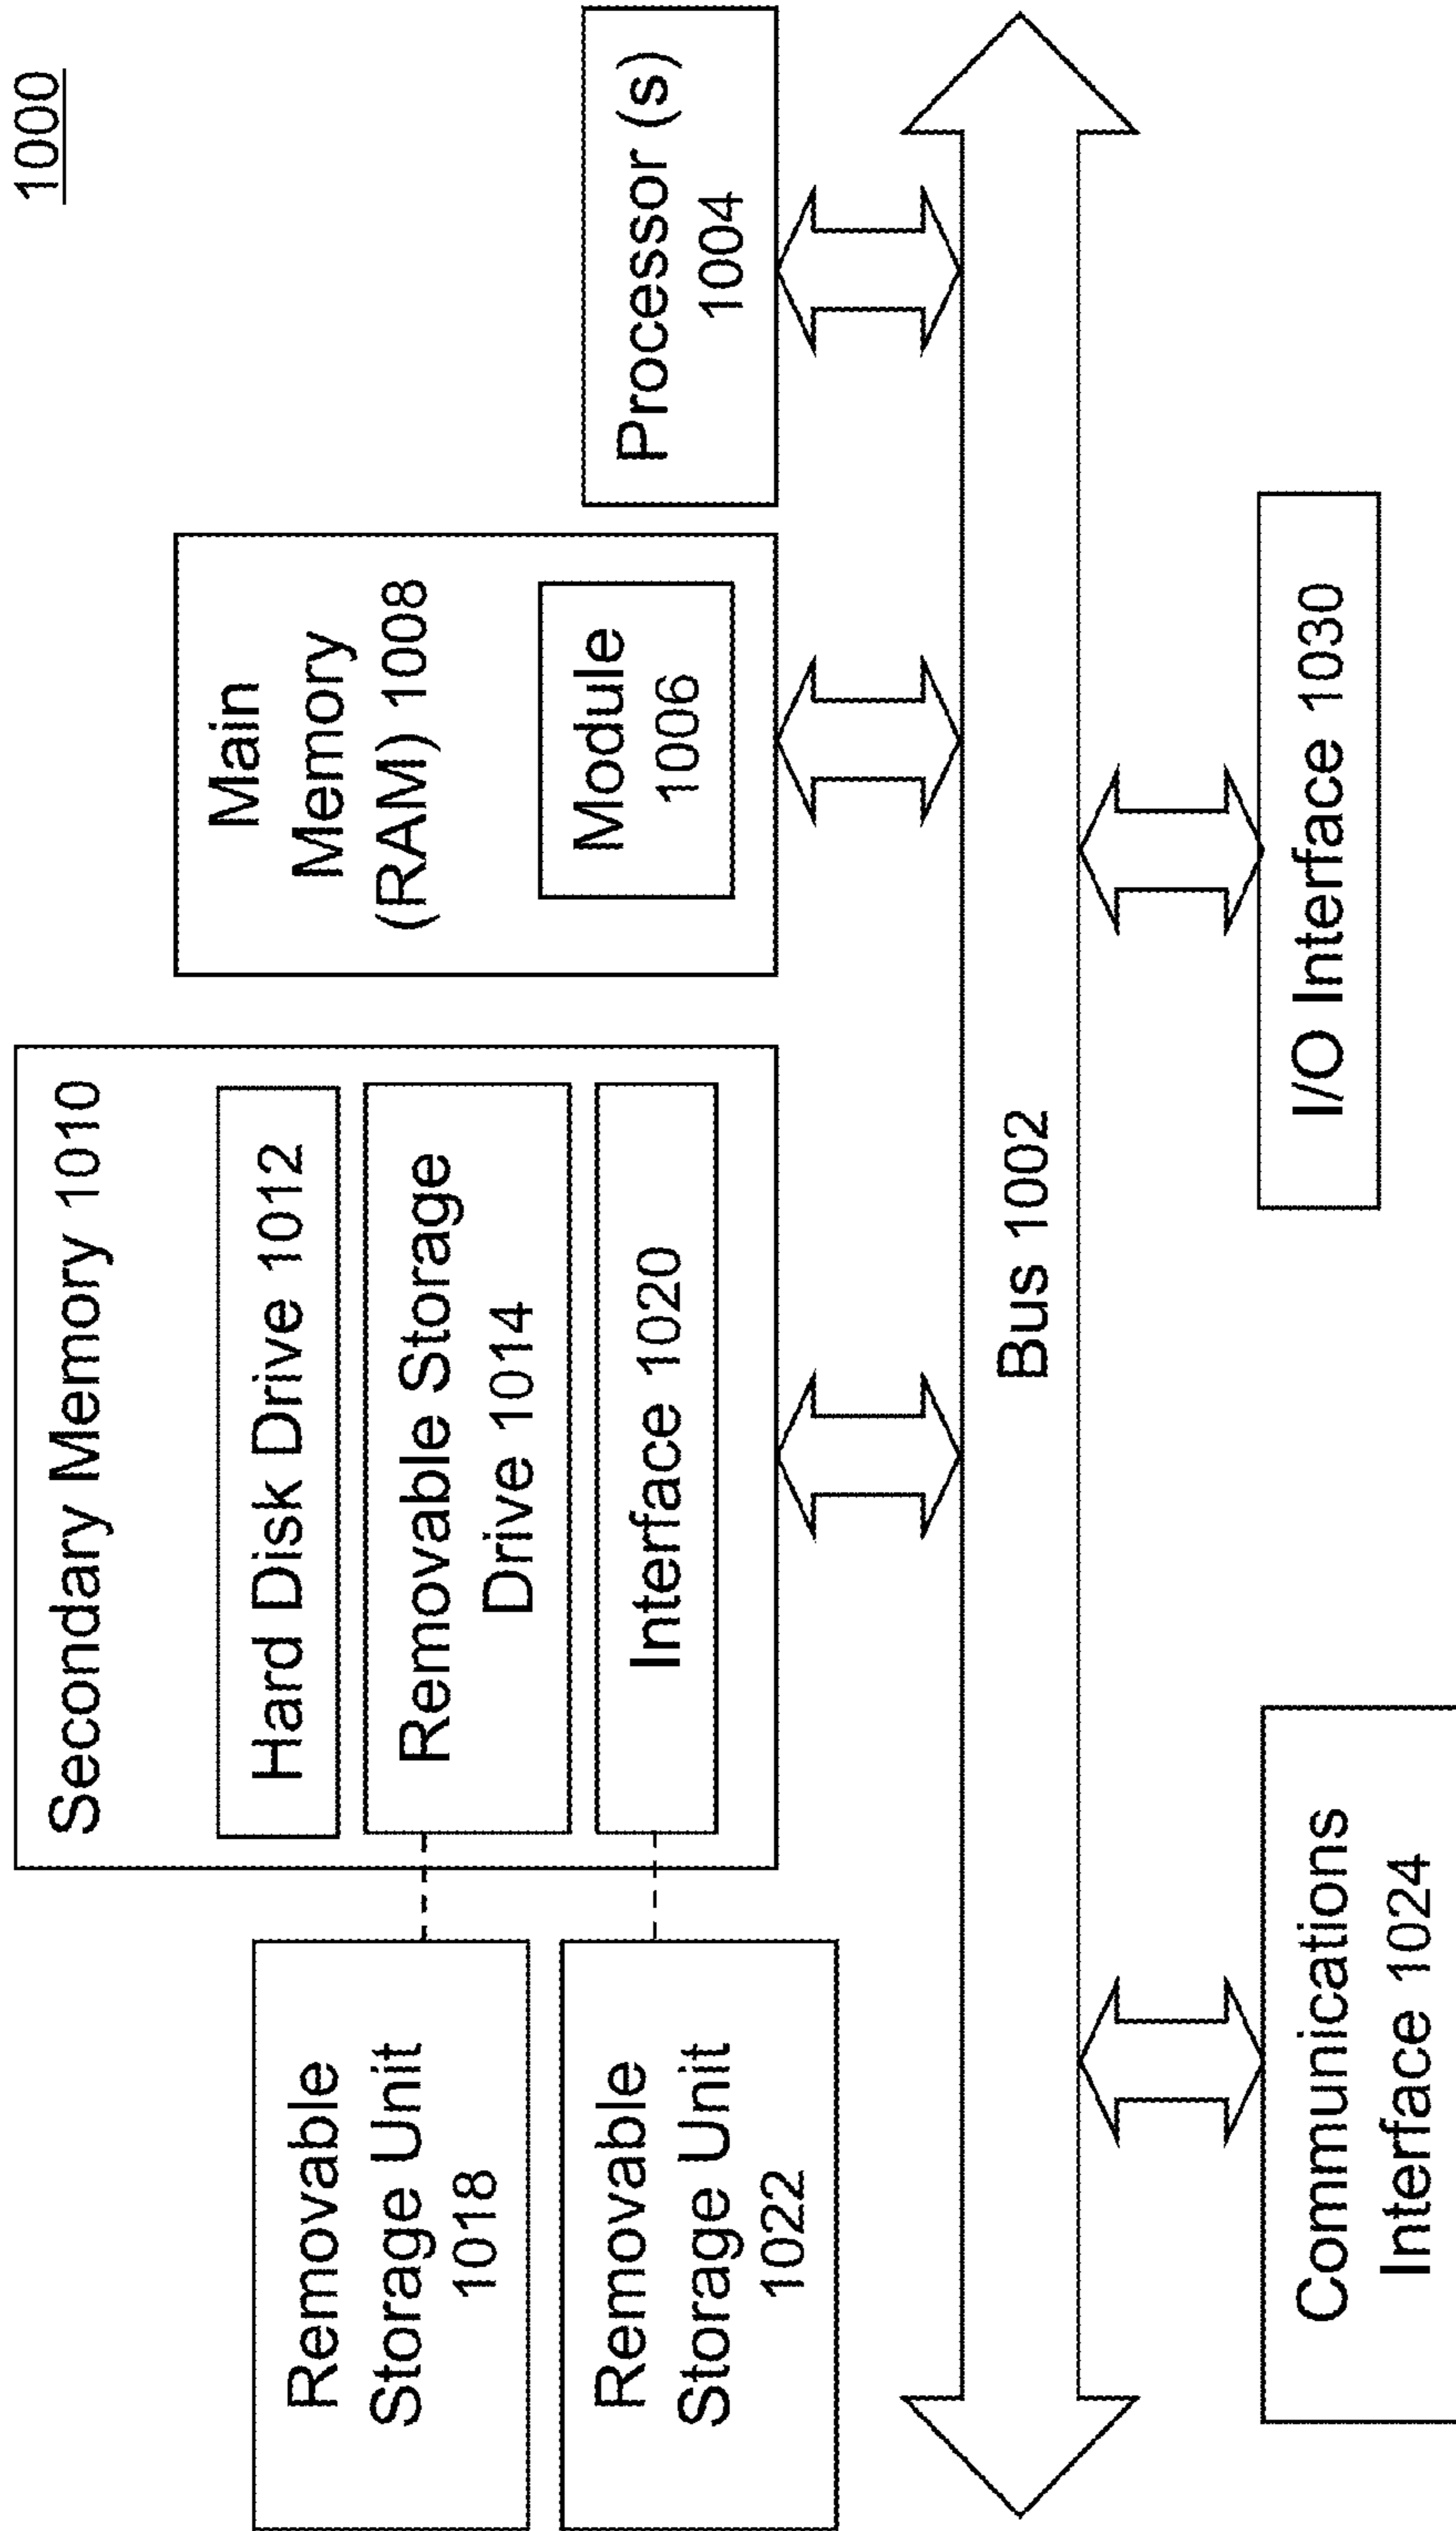 1000
Secondary Memory 1010
Hard Disk Drive 1012
Removable Storage
Drive 1014
Interface 1020
Removable
Storage Unit
1018
Removable
Storage Unit
1022
Main
Memory
(RAM) 1008
Module
1006
Processor (s)
1004
Bus 1002
Communications
Interface 1024
I/O Interface 1030